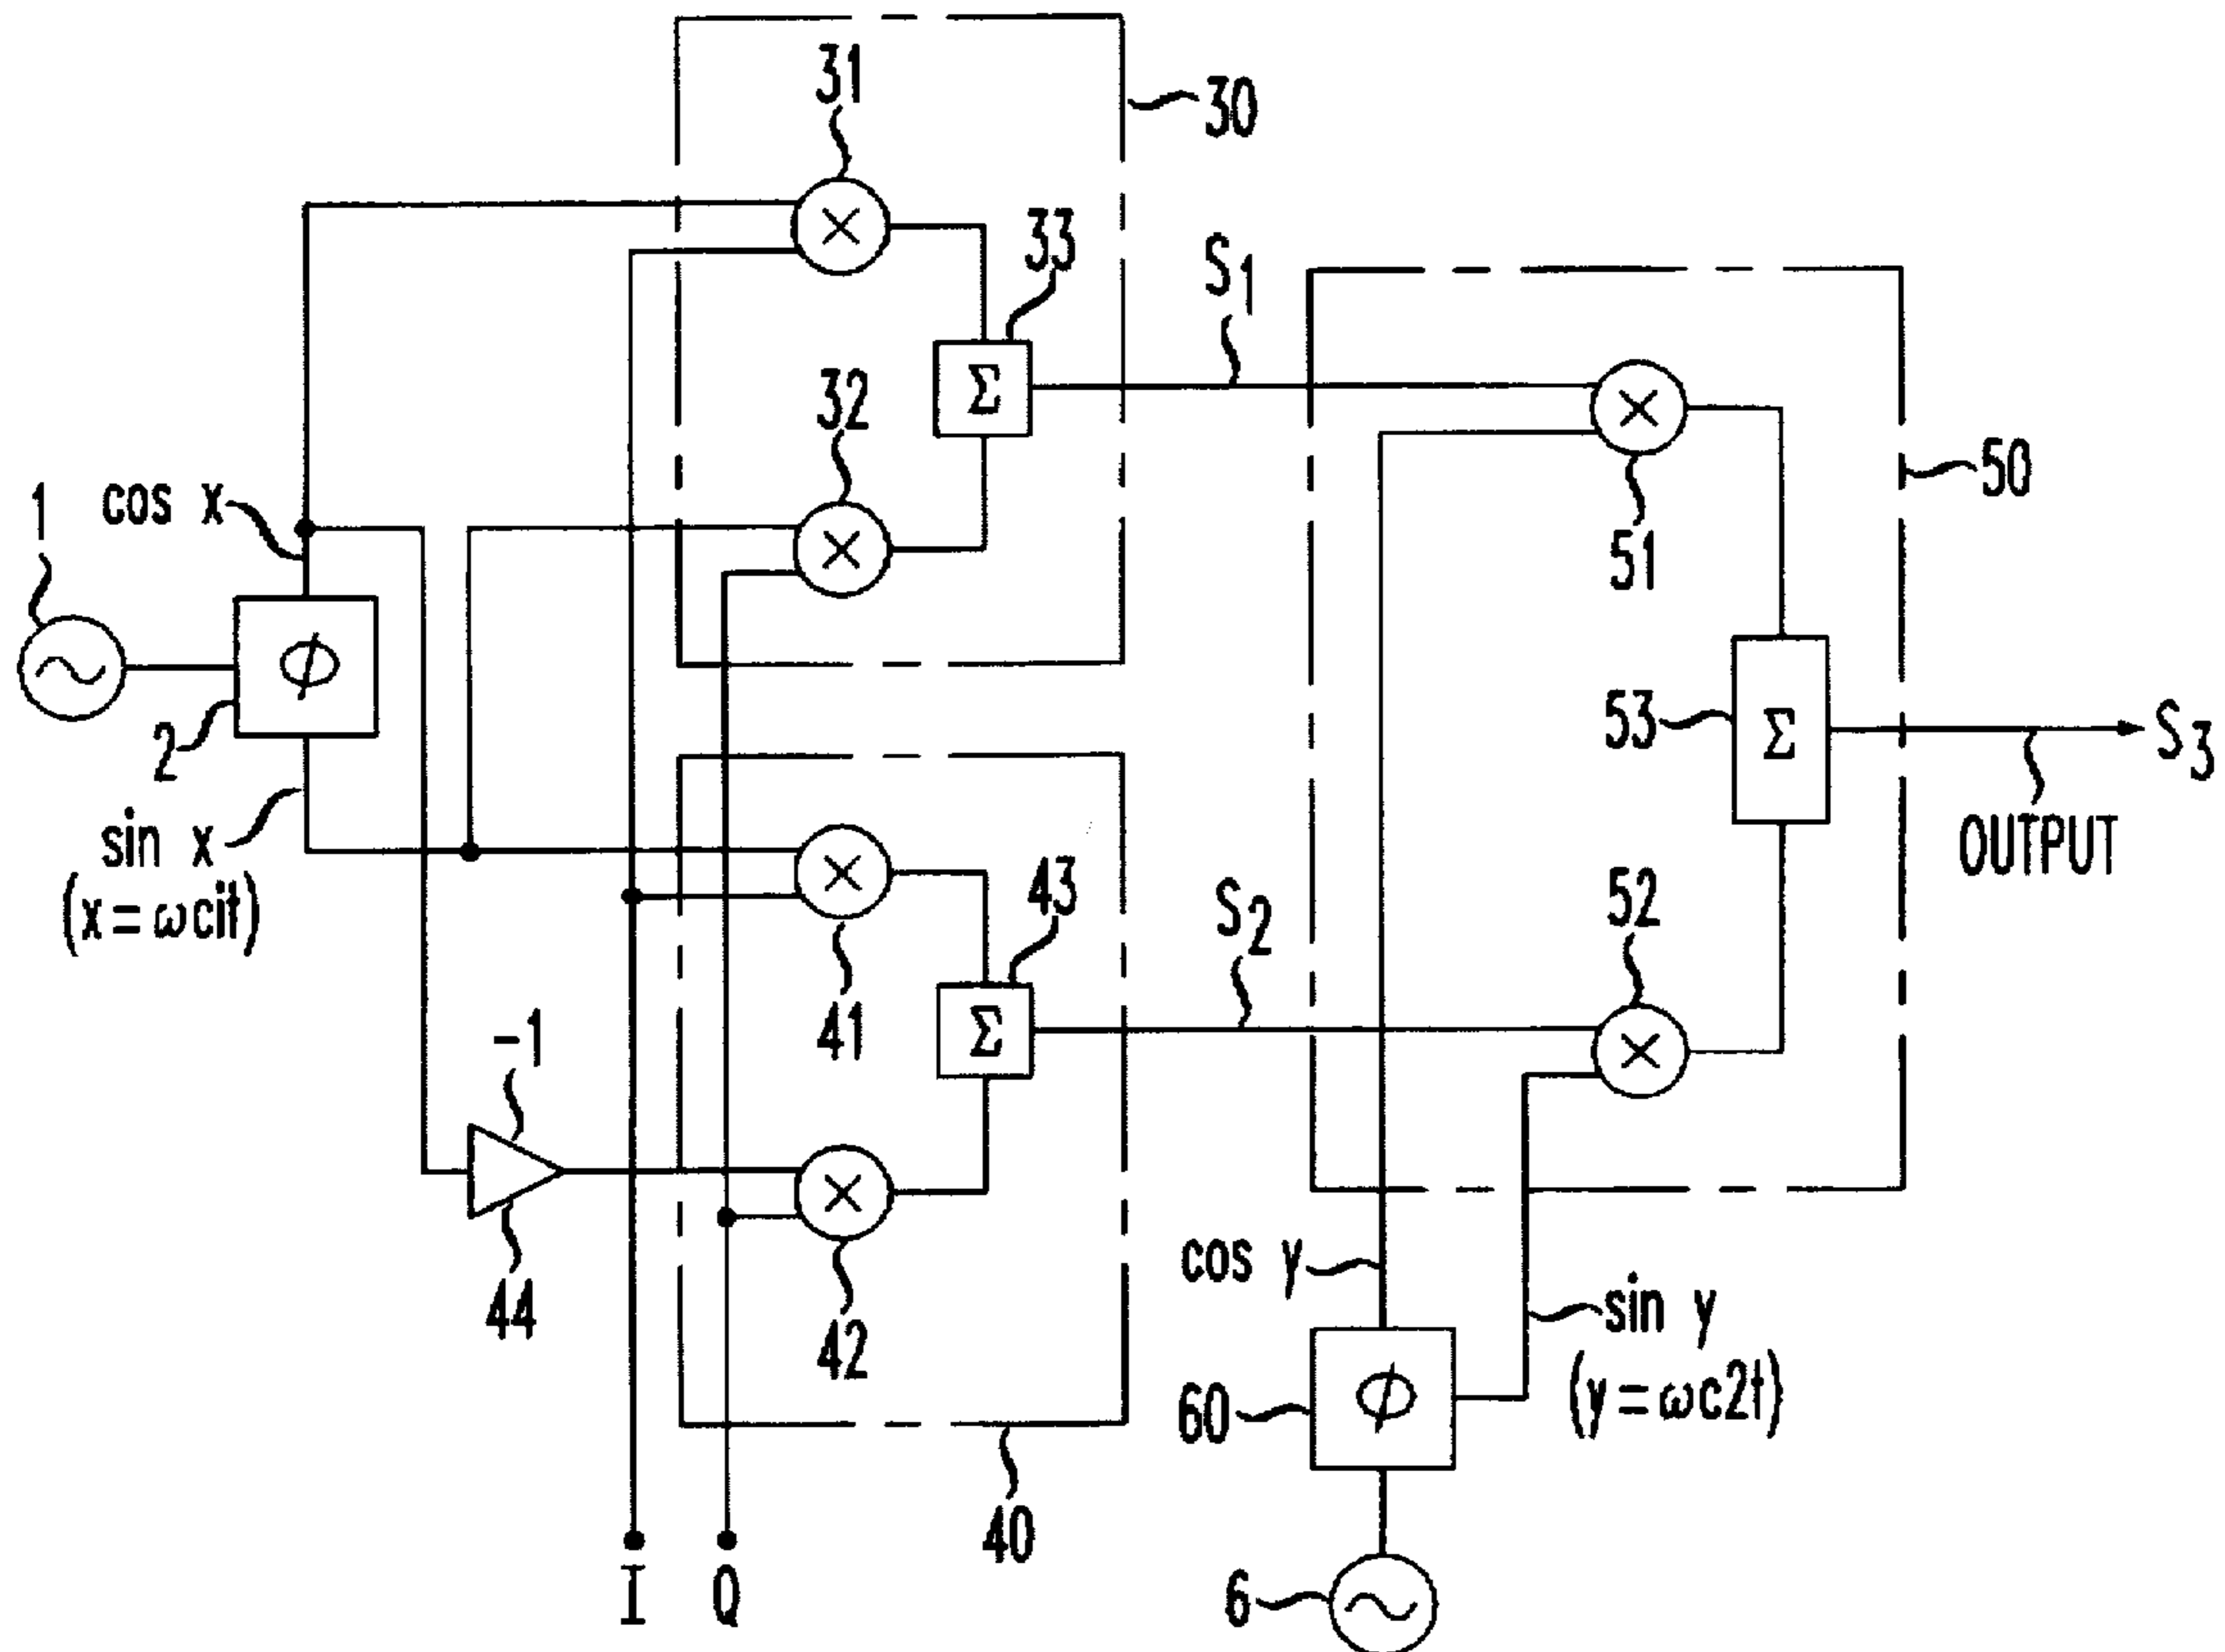 31
30
33
S1
32
50
1
cos x
Σ
51
ϕ
2
53
Σ
S3
sin x
(x = ωcit)
43
S2
52
OUTPUT
41
Σ
-1
44
42
cos y
sin y
(y = ωc2t)
60
ϕ
40
I
Q
6